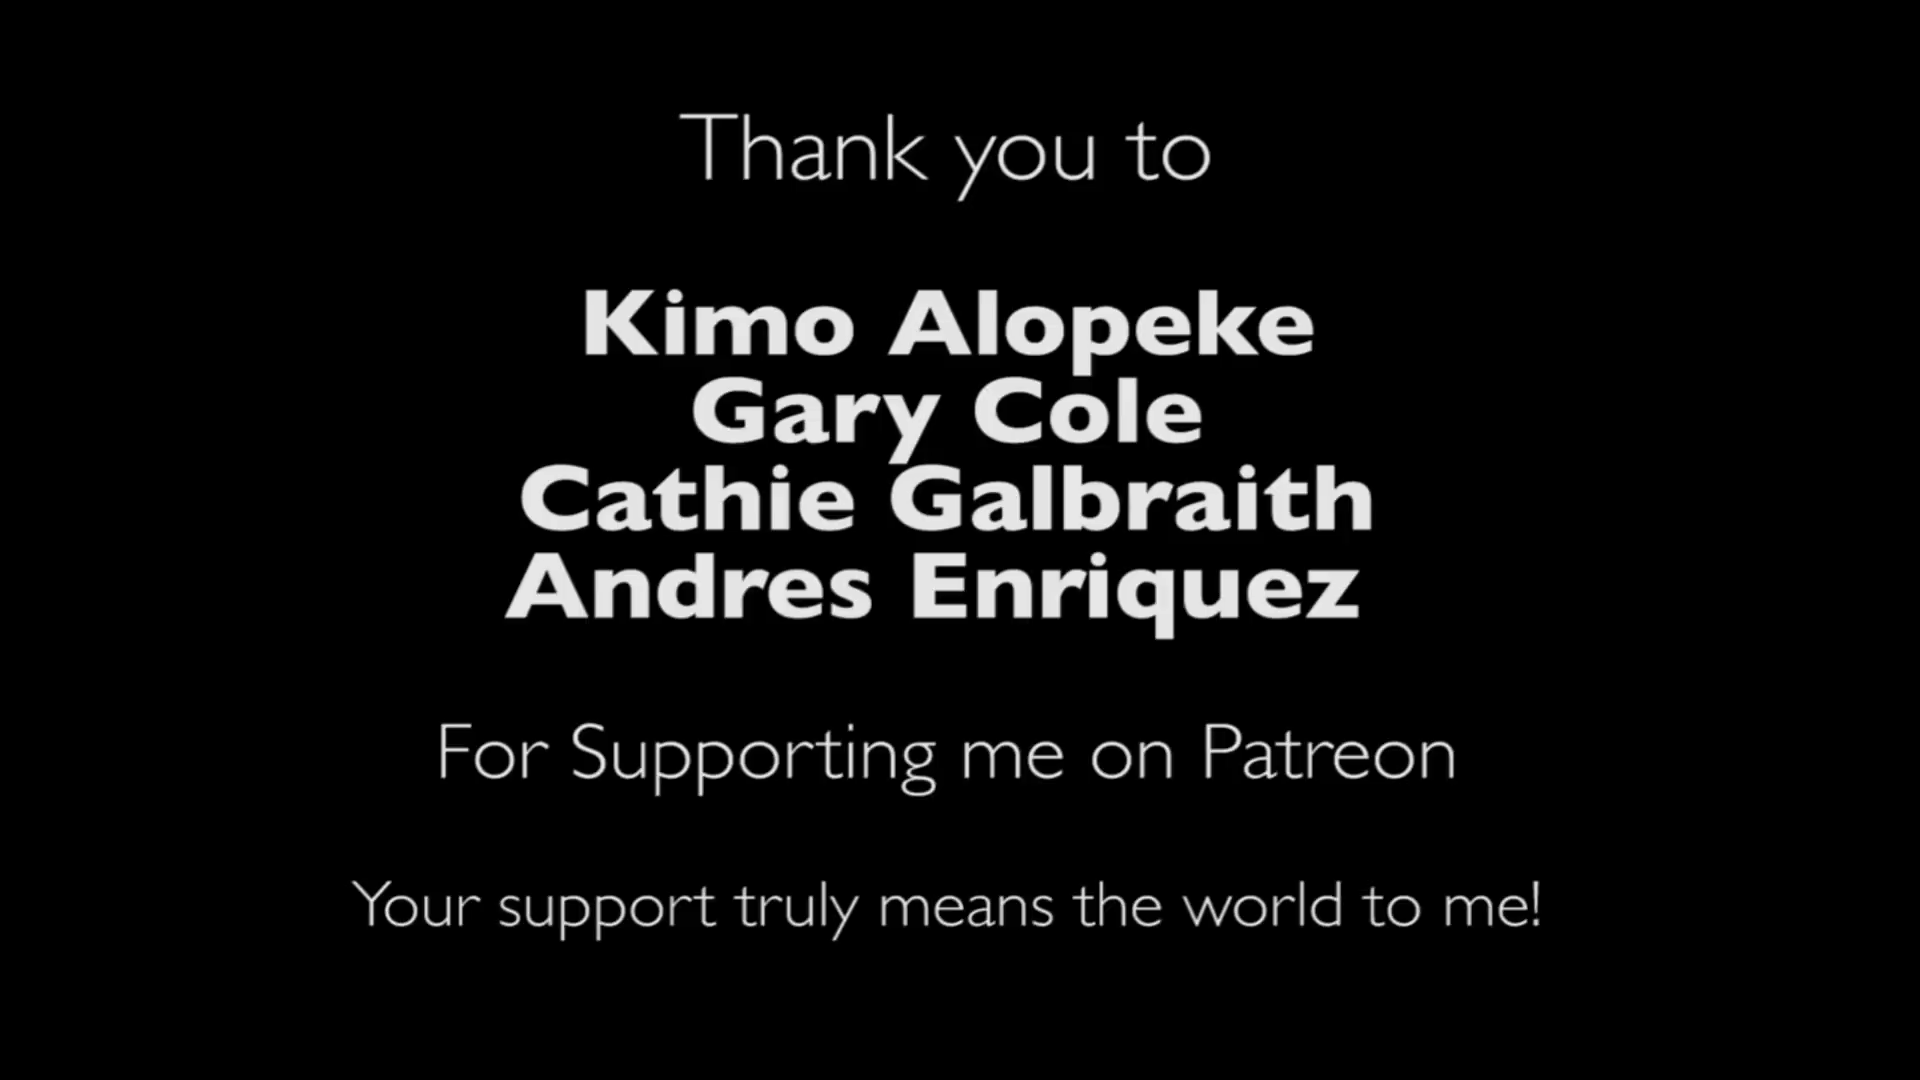 Thank you to
Kimo Alopeke
Gary Cole
Cathie Galbraith
Andres Enriquez
For Supporting me on Patreon
Your support truly means the world to me!